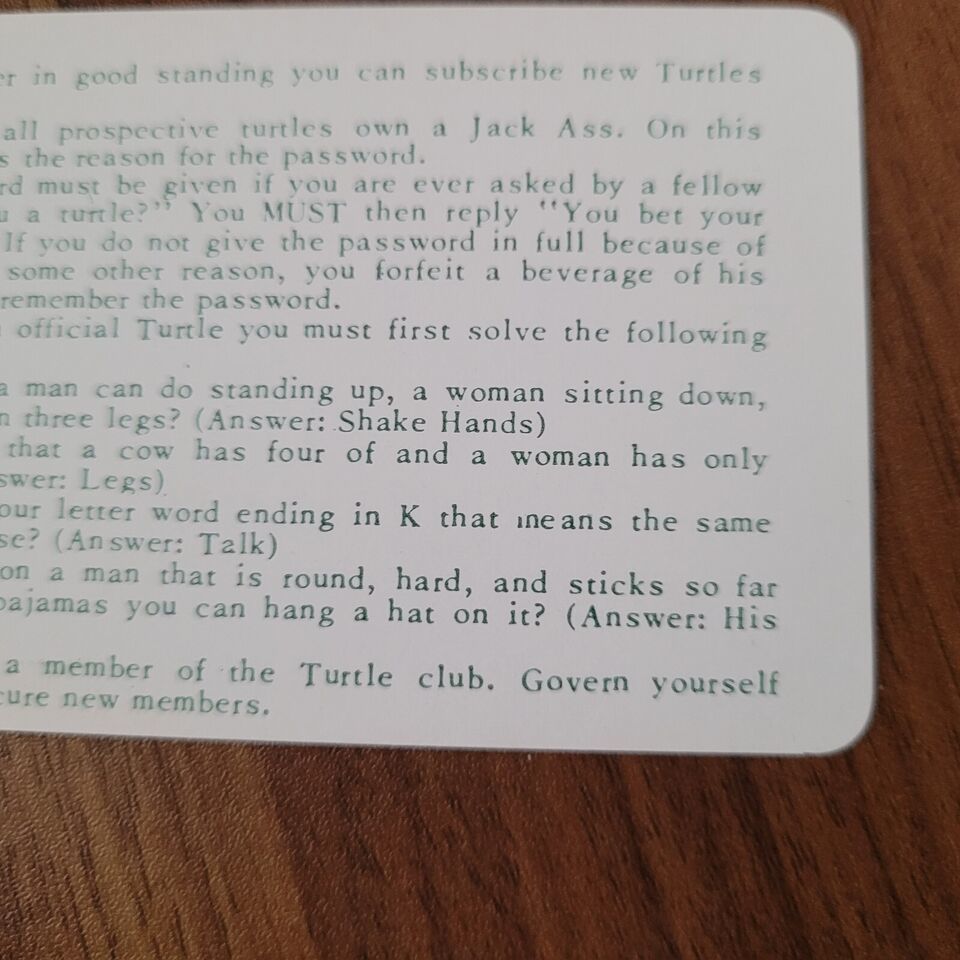 er in good standing you can subscribe new Turtles
all prospective turtles own a Jack Ass. On this
s the reason for the password.
rd must be given if you are ever asked by a fellow
u a turtle?” You MUST then reply “You bet your
If you do not give the password in full because of
some other reason, you forfeit a beverage of his
remember the password.
official Turtle you must first solve the following
a man can do standing up, a woman sitting down,
n three legs? (Answer: Shake Hands)
that a cow has four of and a woman has only
swer: Legs)
our letter word ending in K that means the same
se? (Answer: Talk)
on a man that is round, hard, and sticks so far
pajamas you can hang a hat on it? (Answer: His
a member of the Turtle club. Govern yourself
cure new members.